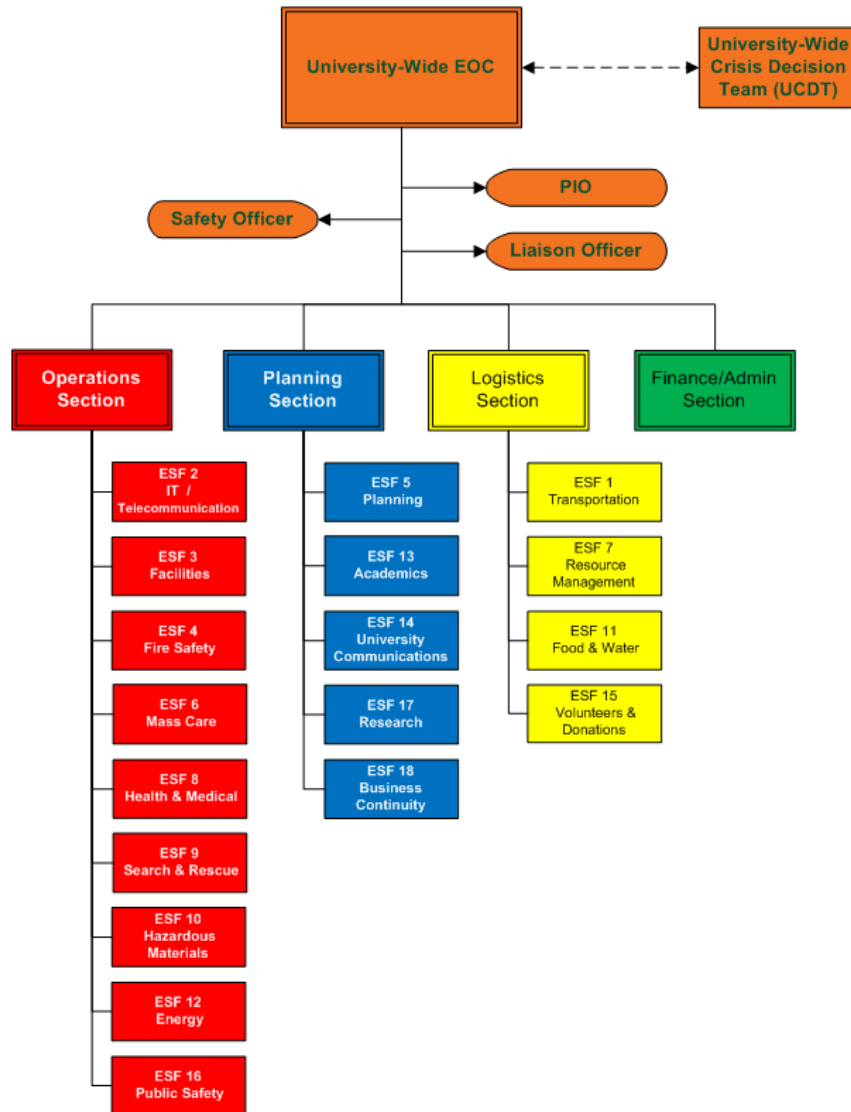 University-Wide EOC
University-Wide
Crisis Decision
Team (UCDT)
PIO
Safety Officer
Liaison Officer
Operations
Section
Planning
Section
Logistics
Section
Finance/Admin
Section
ESF 2
IT /
Telecommunication
ESF 3
Facilities
ESF 4
Fire Safety
ESF 6
Mass Care
ESF 8
Health & Medical
ESF 9
Search & Rescue
ESF 10
Hazardous
Materials
ESF 12
Energy
ESF 16
Public Safety
ESF 5
Planning
ESF 13
Academics
ESF 14
University
Communications
ESF 17
Research
ESF 18
Business
Continuity
ESF 1
Transportation
ESF 7
Resource
Management
ESF 11
Food & Water
ESF 15
Volunteers &
Donations